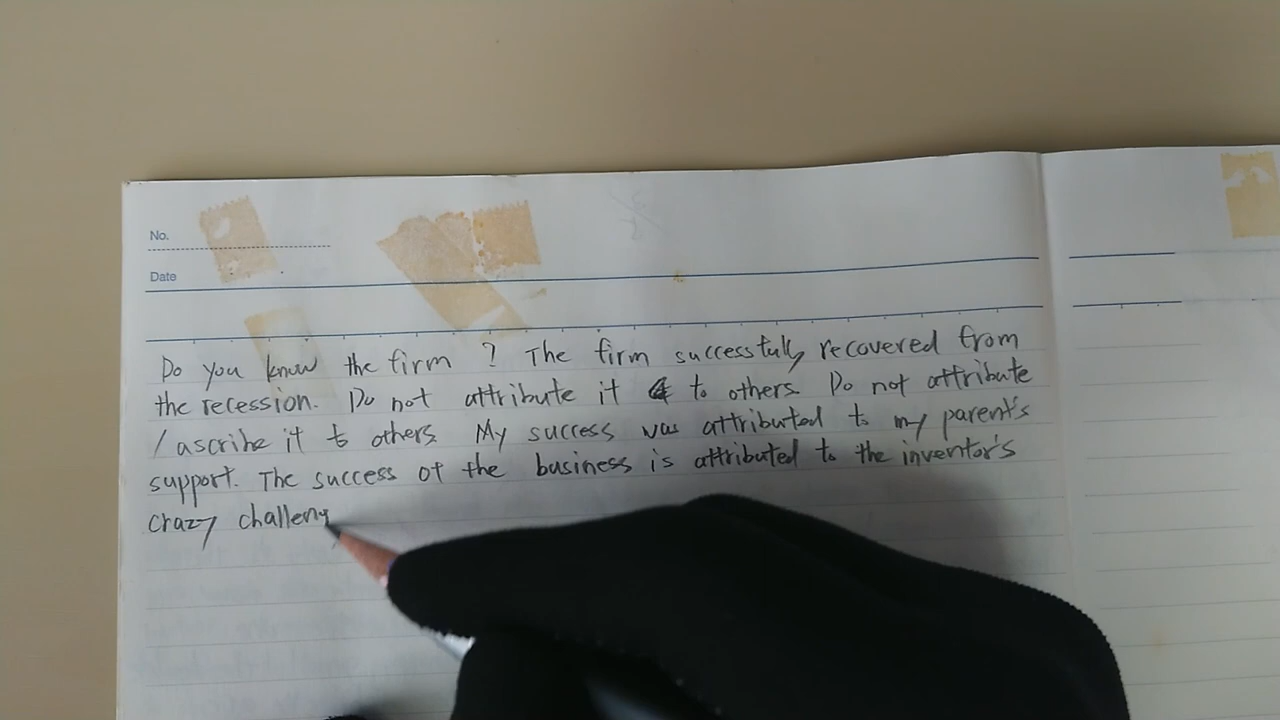 No.
Date
Do you know the firm ? The firm successfully recovered from
the recession. Do not attribute it to others. Do not attribute
/ ascribe it to others. My success was attributed to my parent's
support. The success of the business is attributed to the inventor's
crazy challeng